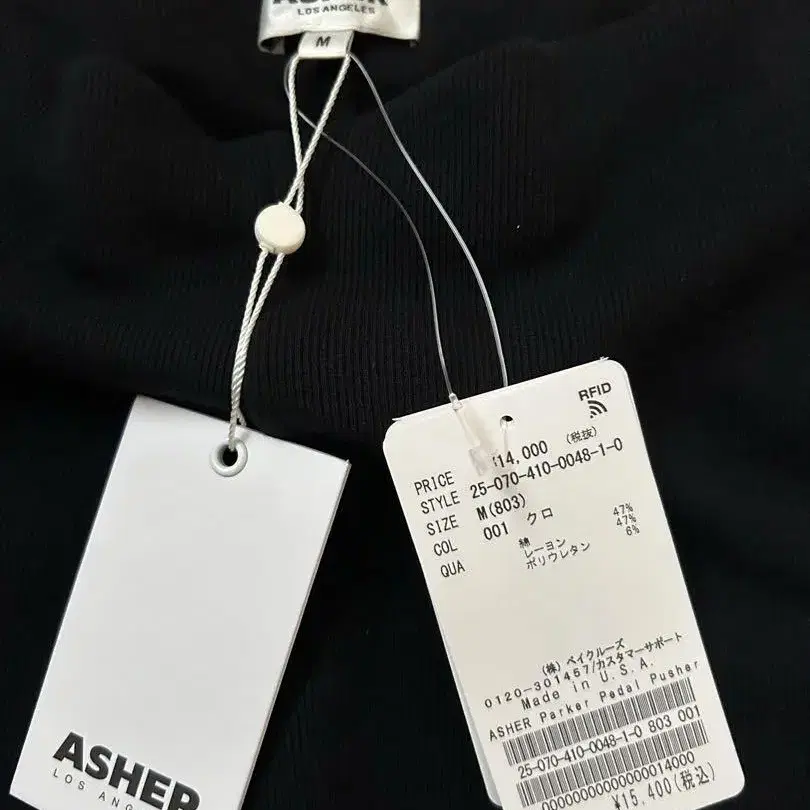 ASHER
LOS ANGELES
M
RFID
PRICE ¥14,000 (税抜)
STYLE 25-070-410-0048-1-0
SIZE M(803)
COL 001 クロ
QUA 綿 47%
レーヨン 47%
ポリウレタン 6%
(株) ベイクルーズ
0120-301457/カスタマーサポート
Made in U.S.A.
ASHER Parker Pedal Pusher
25-070-410-0048-1-0 803 001
0000000000000014000
¥15,400(税込)
ASHER
LOS ANG